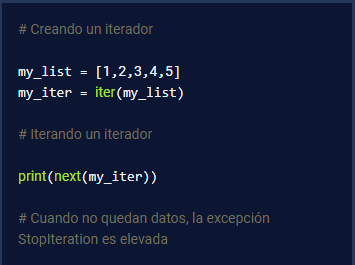 # Creando un iterador
my_list = [1,2,3,4,5]
my_iter = iter(my_list)
# Iterando un iterador
print(next(my_iter))
# Cuando no quedan datos, la excepción
StopIteration es elevada